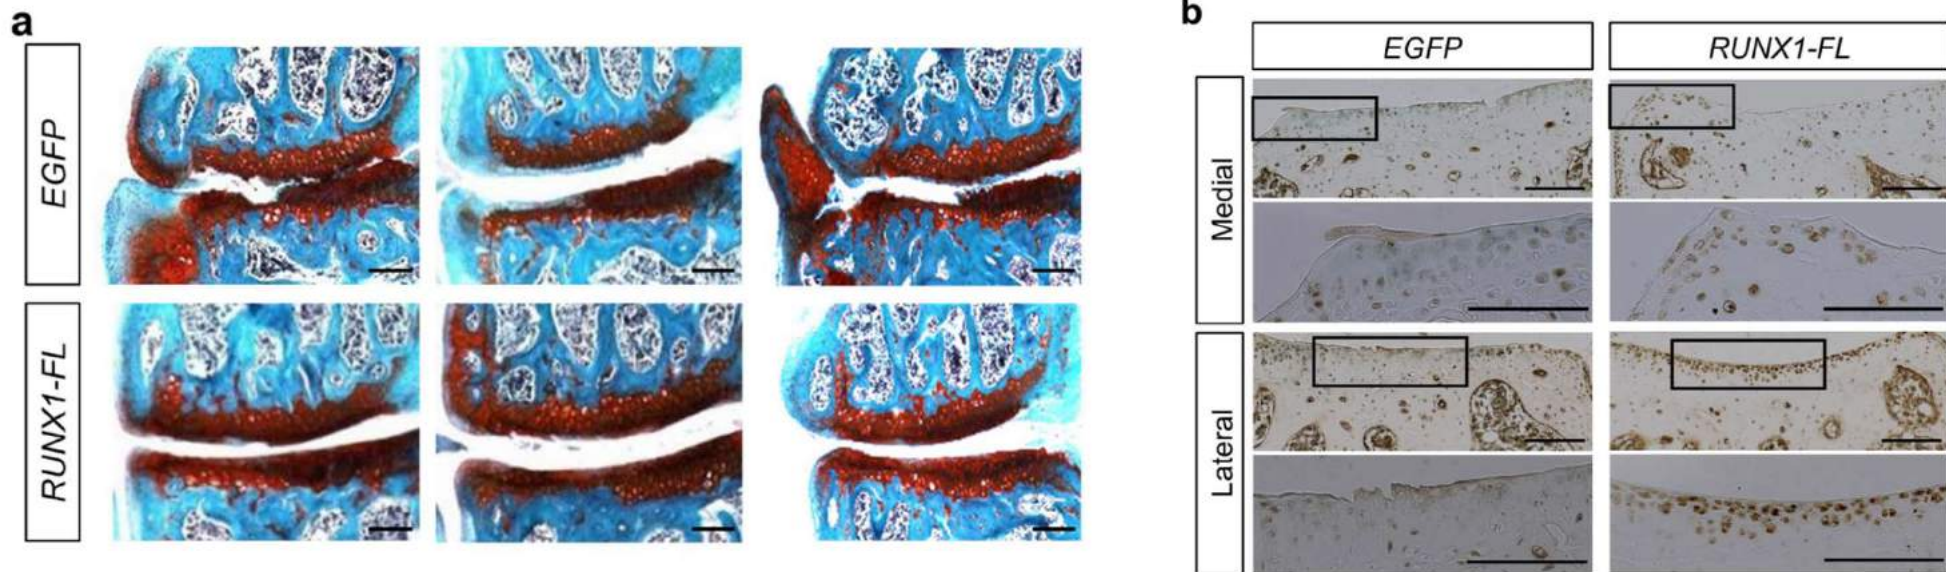 a
EGFP
RUNX1-FL
b
EGFP
RUNX1-FL
Medial
Lateral